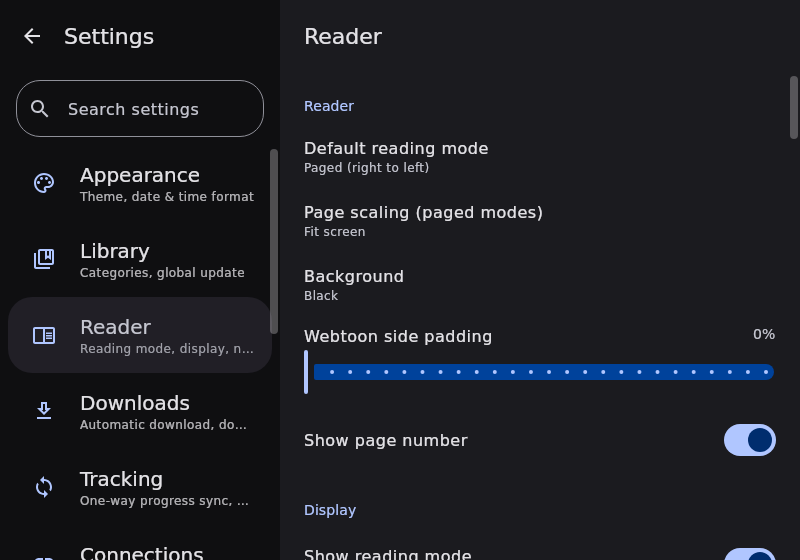 Settings
Search settings
Appearance
Theme, date & time format
Library
Categories, global update
Reader
Reading mode, display, n...
Downloads
Automatic download, do...
Tracking
One-way progress sync, ...
Connections
Reader
Reader
Default reading mode
Paged (right to left)
Page scaling (paged modes)
Fit screen
Background
Black
Webtoon side padding
0%
Show page number
Display
Show reading mode